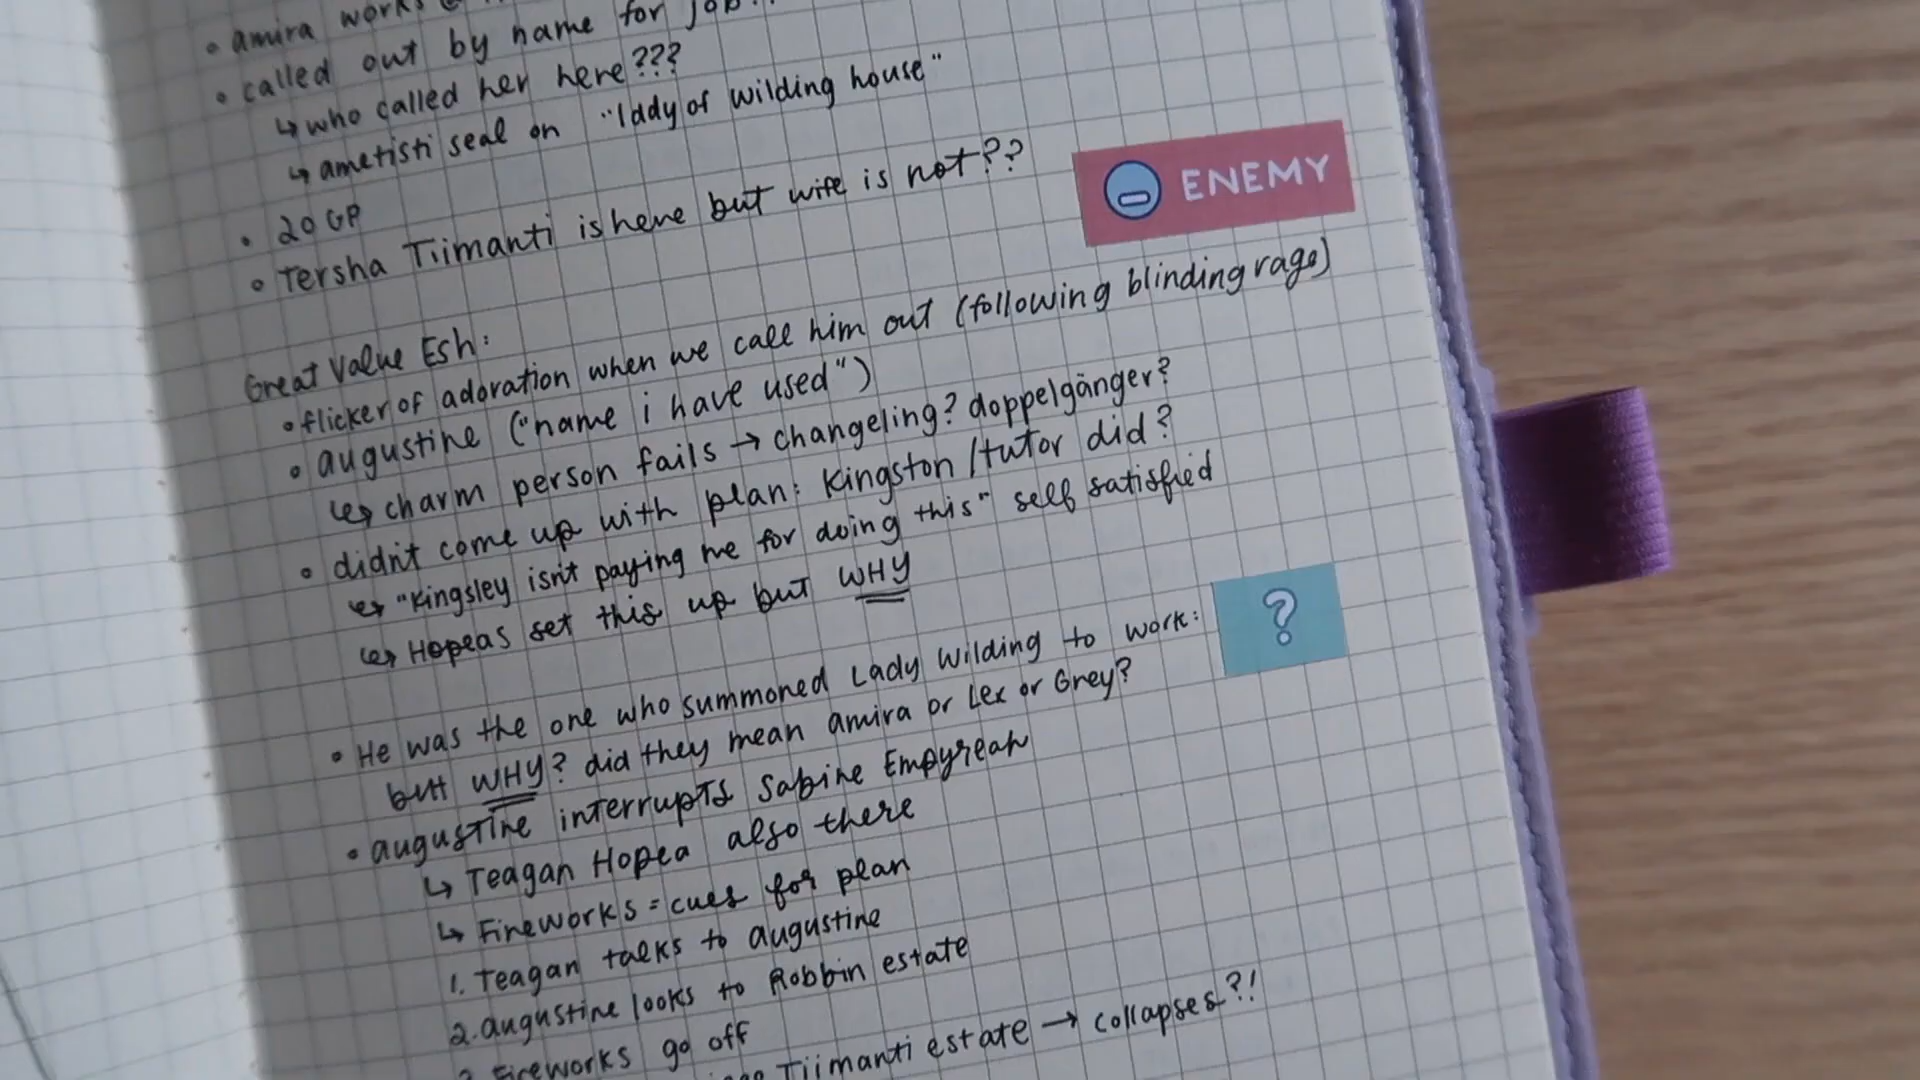 • amira works @
• called out by name for job..
↳ who called her here???
↳ ametisti seal on "lady of wilding house"
• 20 GP
• Tersha Tiimanti is here but wife is not??
ENEMY
Great Value Esh:
• flicker of adoration when we call him out (following blinding rage)
• augustine ("name i have used")
↳ charm person fails → changeling? doppelgänger?
• didn't come up with plan: Kingston/tutor did?
↳ "Kingsley isn't paying me for doing this" self satisfied
↳ Hopeas set this up but WHY
• He was the one who summoned Lady Wilding to work:
but WHY? did they mean amira or Lex or Grey?
?
• augustine interrupts Sabine Empyrean
↳ Teagan Hopea also there
↳ Fireworks = cues for plan
1. Teagan talks to augustine
2. augustine looks to Robbin estate
3. Fireworks go off
Tiimanti estate → collapses?!